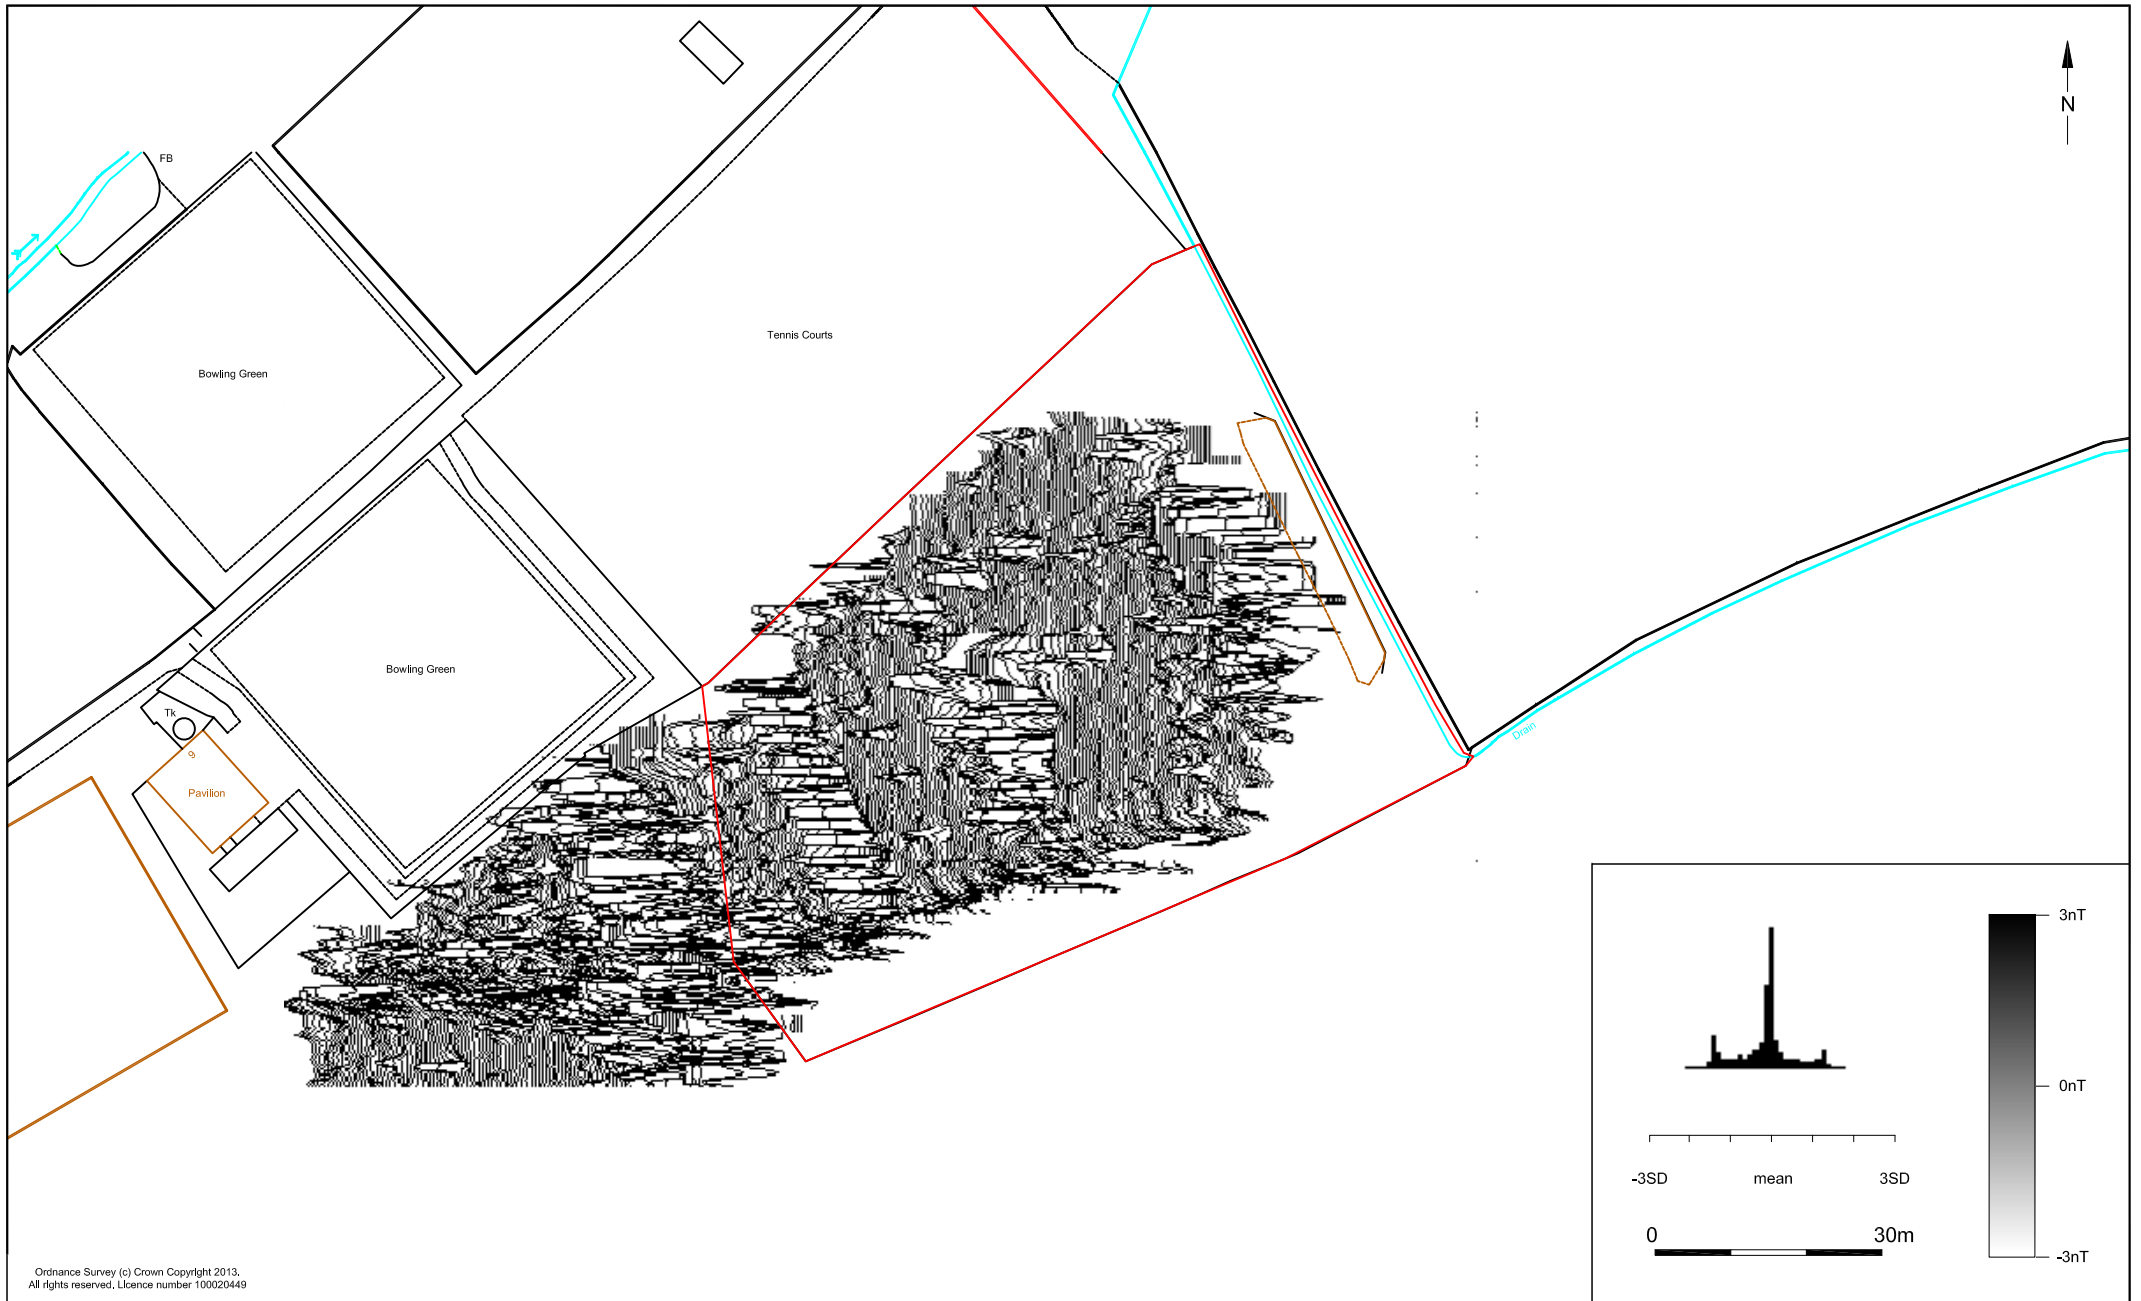 N
FB
Tennis Courts
Bowling Green
Bowling Green
Tk
9
Pavilion
Drain
3nT
0nT
-3nT
-3SD
mean
3SD
0
30m
Ordnance Survey (c) Crown Copyright 2013.
All rights reserved. Licence number 100020449